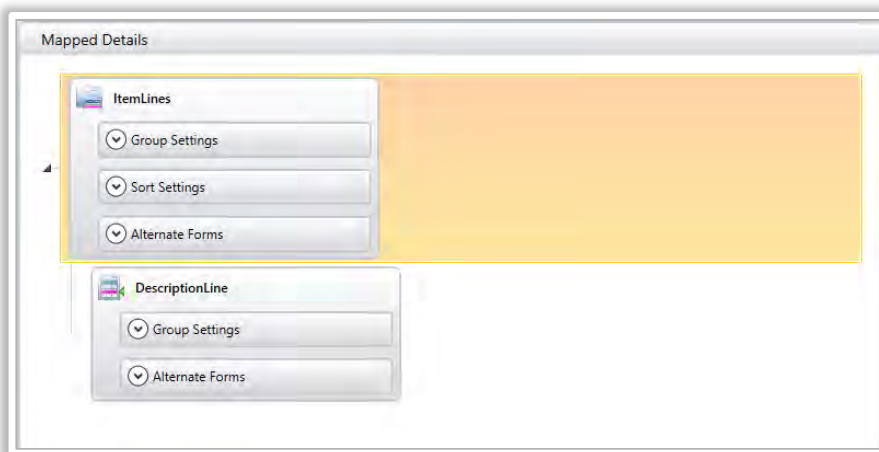 Mapped Details
ItemLines
Group Settings
Sort Settings
Alternate Forms
DescriptionLine
Group Settings
Alternate Forms